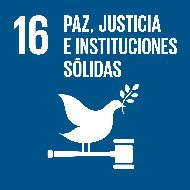 16 PAZ, JUSTICIA
E INSTITUCIONES
SÓLIDAS